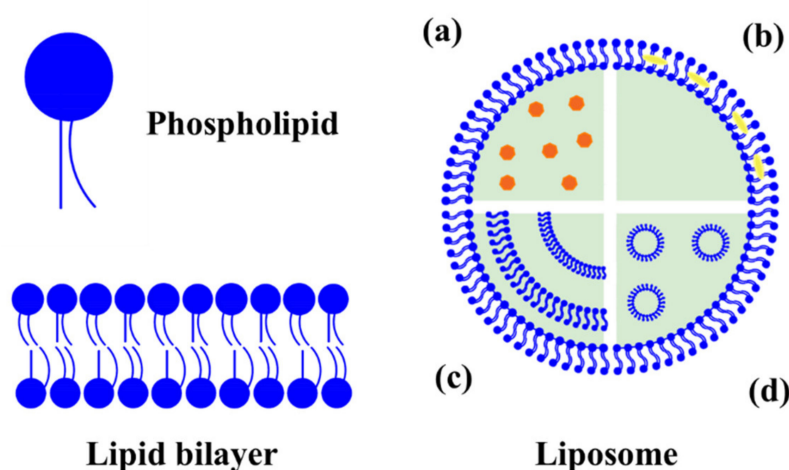 (a)
(b)
Phospholipid
(c)
(d)
Lipid bilayer
Liposome